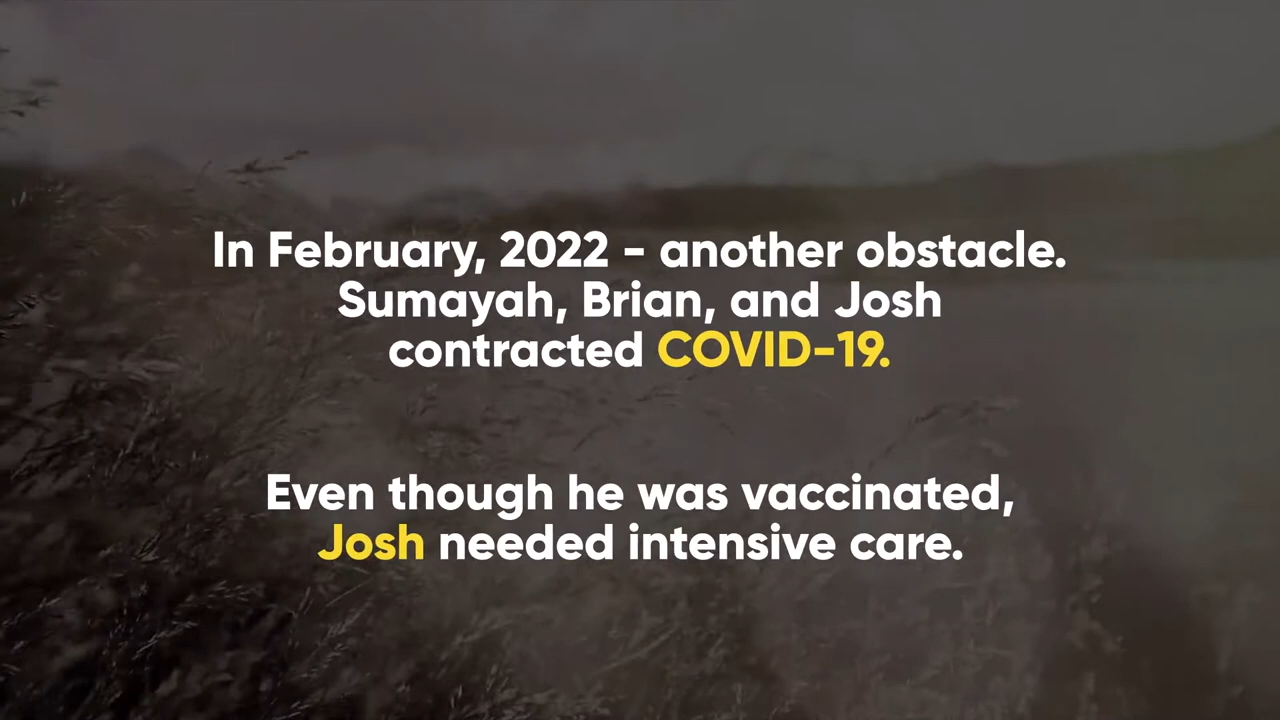 In February, 2022 - another obstacle.
Sumayah, Brian, and Josh
contracted COVID-19.
Even though he was vaccinated,
Josh needed intensive care.